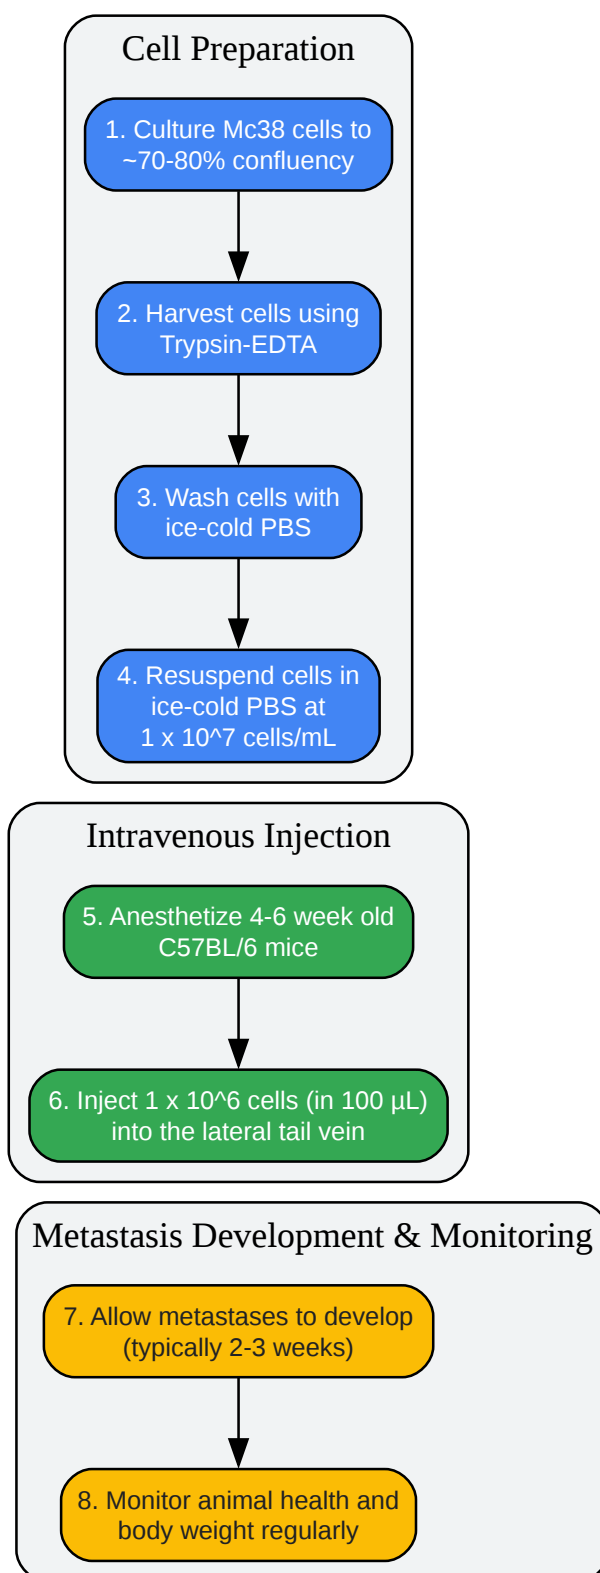 Cell Preparation
1. Culture Mc38 cells to
~70-80% confluency
2. Harvest cells using
Trypsin-EDTA
3. Wash cells with
ice-cold PBS
4. Resuspend cells in
ice-cold PBS at
1 x 10^7 cells/mL
Intravenous Injection
5. Anesthetize 4-6 week old
C57BL/6 mice
6. Inject 1 x 10^6 cells (in 100 µL)
into the lateral tail vein
Metastasis Development & Monitoring
7. Allow metastases to develop
(typically 2-3 weeks)
8. Monitor animal health and
body weight regularly